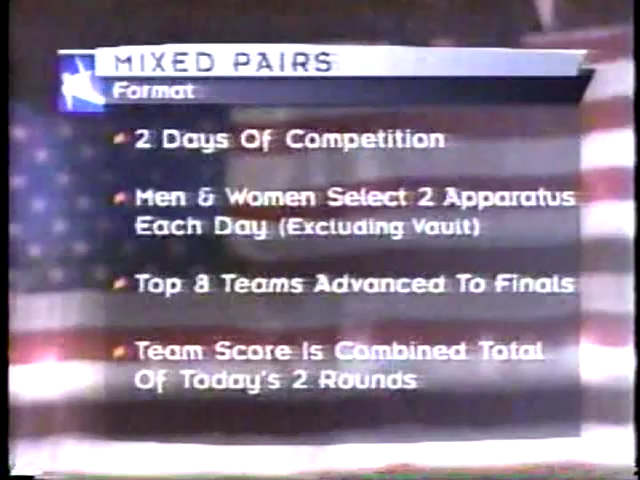 MIXED PAIRS
Format
2 Days Of Competition
Men & Women Select 2 Apparatus
Each Day (Excluding Vault)
Top 8 Teams Advanced To Finals
Team Score Is Combined Total
Of Today's 2 Rounds